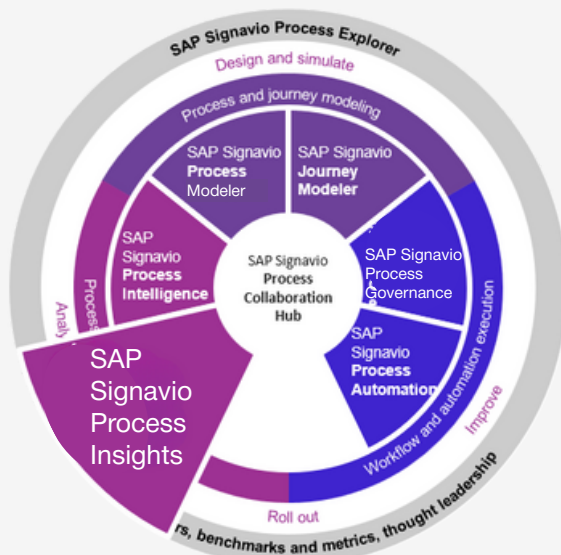 SAP Signavio Process Explorer
Design and simulate
Process and journey modeling
SAP Signavio
Process
Modeler
SAP Signavio
Journey
Modeler
SAP
Signavio
Process
Intelligence
SAP Signavio
Process
Collaboration
Hub
SAP Signavio
Process
Governance
SAP
Signavio
Process
Automation
Process
Analy
SAP
Signavio
Process
Insights
Workflow and automation execution
Improve
Roll out
rs, benchmarks and metrics, thought leadership